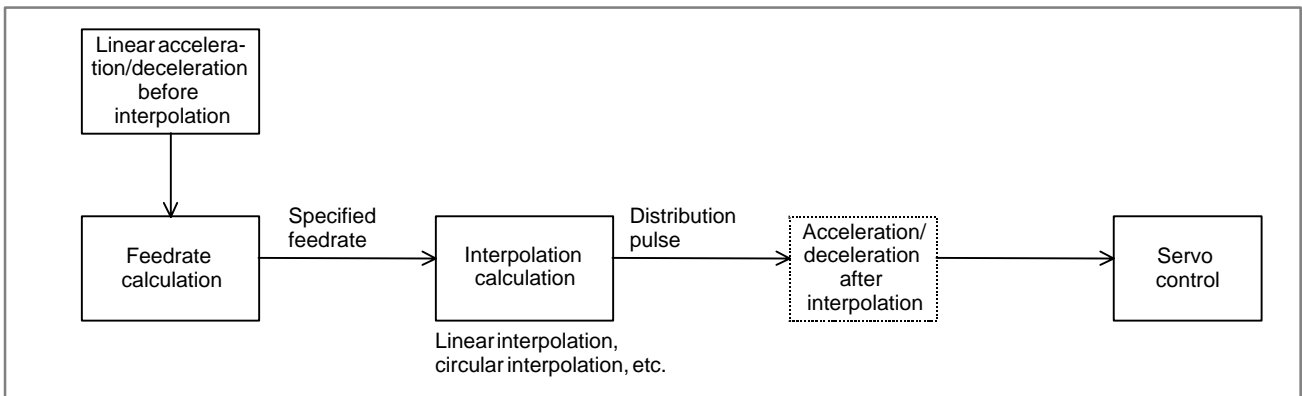 Linear accelera-
tion/deceleration
before
interpolation
Feedrate
calculation
Specified
feedrate
Interpolation
calculation
Linear interpolation,
circular interpolation, etc.
Distribution
pulse
Acceleration/
deceleration
after
interpolation
Servo
control